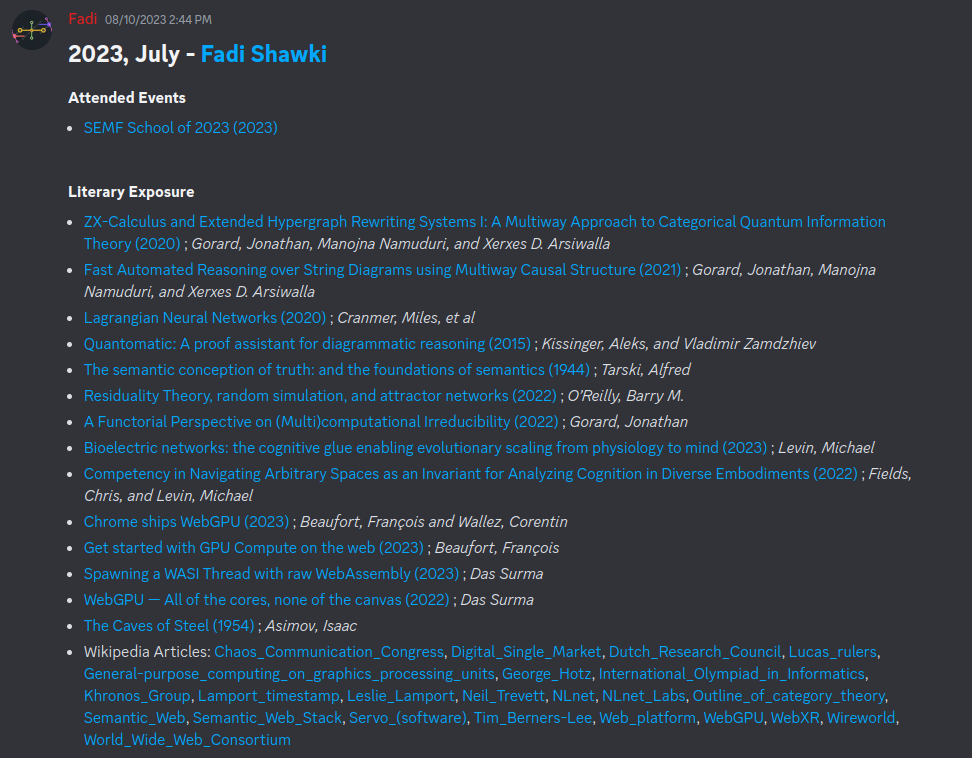 Fadi 08/10/2023 2:44 PM
2023, July - Fadi Shawki
Attended Events
• SEMF School of 2023 (2023)
Literary Exposure
• ZX-Calculus and Extended Hypergraph Rewriting Systems I: A Multiway Approach to Categorical Quantum Information
Theory (2020) ; Gorard, Jonathan, Manojna Namuduri, and Xerxes D. Arsiwalla
• Fast Automated Reasoning over String Diagrams using Multiway Causal Structure (2021) ; Gorard, Jonathan, Manojna
Namuduri, and Xerxes D. Arsiwalla
• Lagrangian Neural Networks (2020) ; Cranmer, Miles, et al
• Quantomatic: A proof assistant for diagrammatic reasoning (2015) ; Kissinger, Aleks, and Vladimir Zamdzhiev
• The semantic conception of truth: and the foundations of semantics (1944) ; Tarski, Alfred
• Residuality Theory, random simulation, and attractor networks (2022) ; O'Reilly, Barry M.
• A Functorial Perspective on (Multi)computational Irreducibility (2022) ; Gorard, Jonathan
• Bioelectric networks: the cognitive glue enabling evolutionary scaling from physiology to mind (2023) ; Levin, Michael
• Competency in Navigating Arbitrary Spaces as an Invariant for Analyzing Cognition in Diverse Embodiments (2022) ; Fields,
Chris, and Levin, Michael
• Chrome ships WebGPU (2023) ; Beaufort, François and Wallez, Corentin
• Get started with GPU Compute on the web (2023) ; Beaufort, François
• Spawning a WASI Thread with raw WebAssembly (2023) ; Das Surma
• WebGPU — All of the cores, none of the canvas (2022) ; Das Surma
• The Caves of Steel (1954) ; Asimov, Isaac
• Wikipedia Articles: Chaos_Communication_Congress, Digital_Single_Market, Dutch_Research_Council, Lucas_rulers,
General-purpose_computing_on_graphics_processing_units, George_Hotz, International_Olympiad_in_Informatics,
Khronos_Group, Lamport_timestamp, Leslie_Lamport, Neil_Trevett, NLnet, NLnet_Labs, Outline_of_category_theory,
Semantic_Web, Semantic_Web_Stack, Servo_(software), Tim_Berners-Lee, Web_platform, WebGPU, WebXR, Wireworld,
World_Wide_Web_Consortium